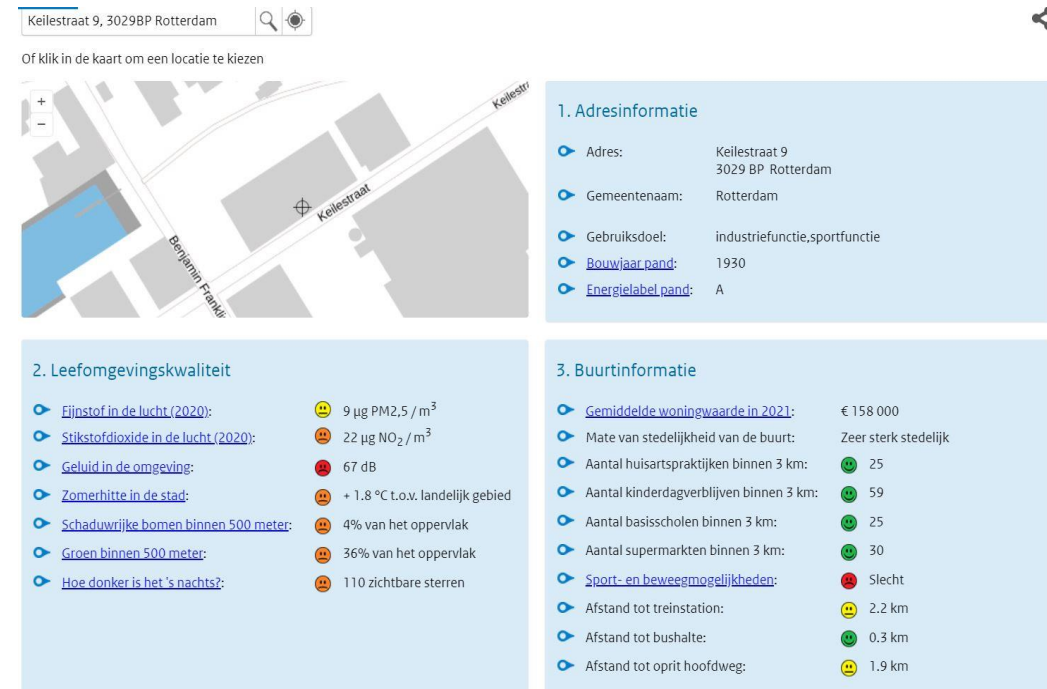 Keilestraat 9, 3029BP Rotterdam
Of klik in de kaart om een locatie te kiezen
+
−
Keilestr
Keilestraat
Benjamin Frankli
1. Adresinformatie
Adres: Keilestraat 9
3029 BP Rotterdam
Gemeentenaam: Rotterdam
Gebruiksdoel: industriefunctie,sportfunctie
Bouwjaar pand: 1930
Energielabel pand: A
2. Leefomgevingskwaliteit
Fijnstof in de lucht (2020): 9 µg PM2,5 / m³
Stikstofdioxide in de lucht (2020): 22 µg NO₂ / m³
Geluid in de omgeving: 67 dB
Zomerhitte in de stad: + 1.8 °C t.o.v. landelijk gebied
Schaduwrijke bomen binnen 500 meter: 4% van het oppervlak
Groen binnen 500 meter: 36% van het oppervlak
Hoe donker is het 's nachts?: 110 zichtbare sterren
3. Buurtinformatie
Gemiddelde woningwaarde in 2021: € 158 000
Mate van stedelijkheid van de buurt: Zeer sterk stedelijk
Aantal huisartspraktijken binnen 3 km: 25
Aantal kinderdagverblijven binnen 3 km: 59
Aantal basisscholen binnen 3 km: 25
Aantal supermarkten binnen 3 km: 30
Sport- en beweegmogelijkheden: Slecht
Afstand tot treinstation: 2.2 km
Afstand tot bushalte: 0.3 km
Afstand tot oprit hoofdweg: 1.9 km